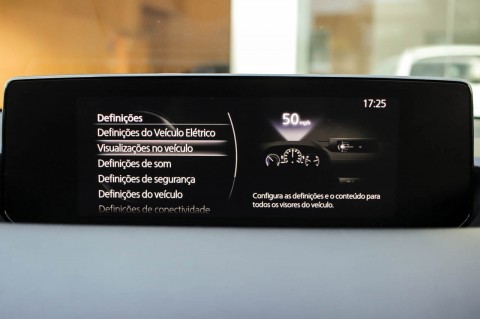 17:25
Definições
Definições do Veículo Elétrico
Visualizações no veículo
Definições de som
Definições de segurança
Definições do veículo
Definições de conectividade
50 mph
Configura as definições e o conteúdo para
todos os visores do veículo.